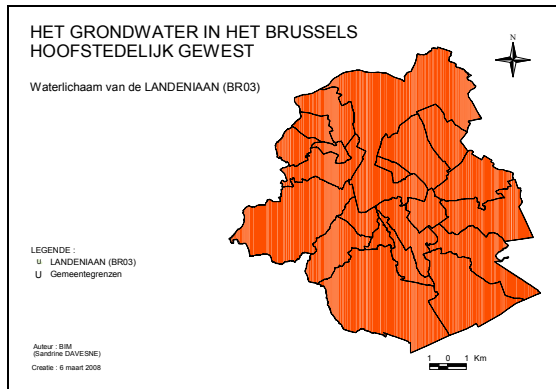 HET GRONDWATER IN HET BRUSSELS
HOOFSTEDELIJK GEWEST
Waterlichaam van de LANDENIAAN (BR03)
N
LEGENDE :
u LANDENIAAN (BR03)
U Gemeentegrenzen
Auteur : BIM
(Sandrine DAVESNE)
Creatie : 6 maart 2008
1 0 1 Km